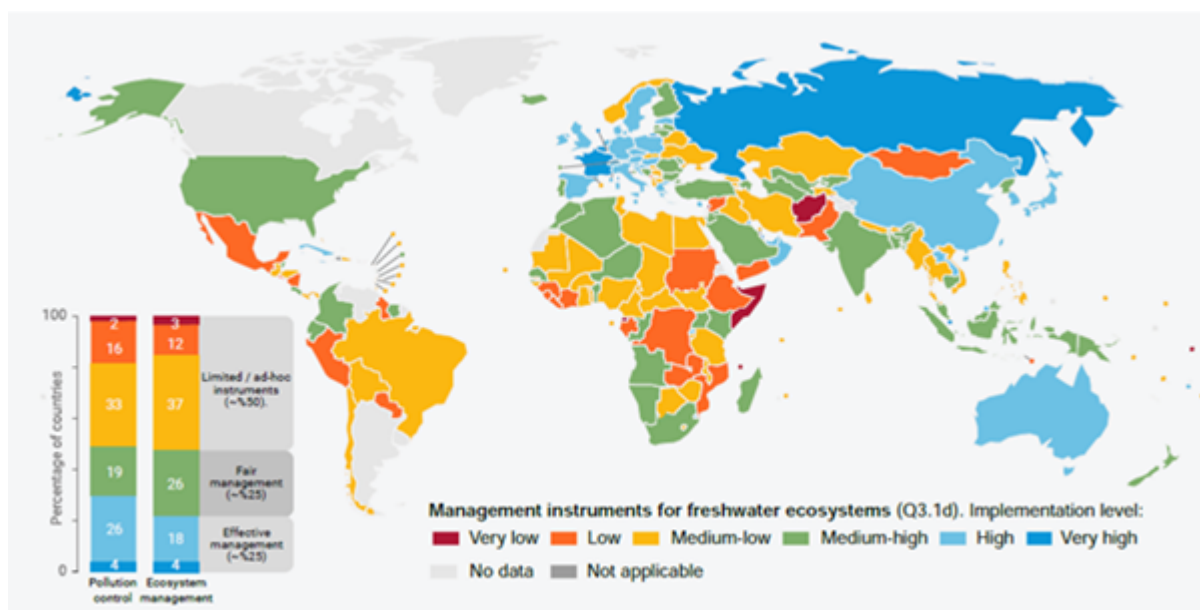 100
Percentage of countries
0
2
16
33
19
26
4
3
12
37
26
18
4
Limited / ad-hoc
instruments
(~%50).
Fair
management
(~%25)
Effective
management
(~%25)
Pollution
control
Ecosystem
management
Management instruments for freshwater ecosystems (Q3.1d). Implementation level:
Very low Low Medium-low Medium-high High Very high
No data Not applicable